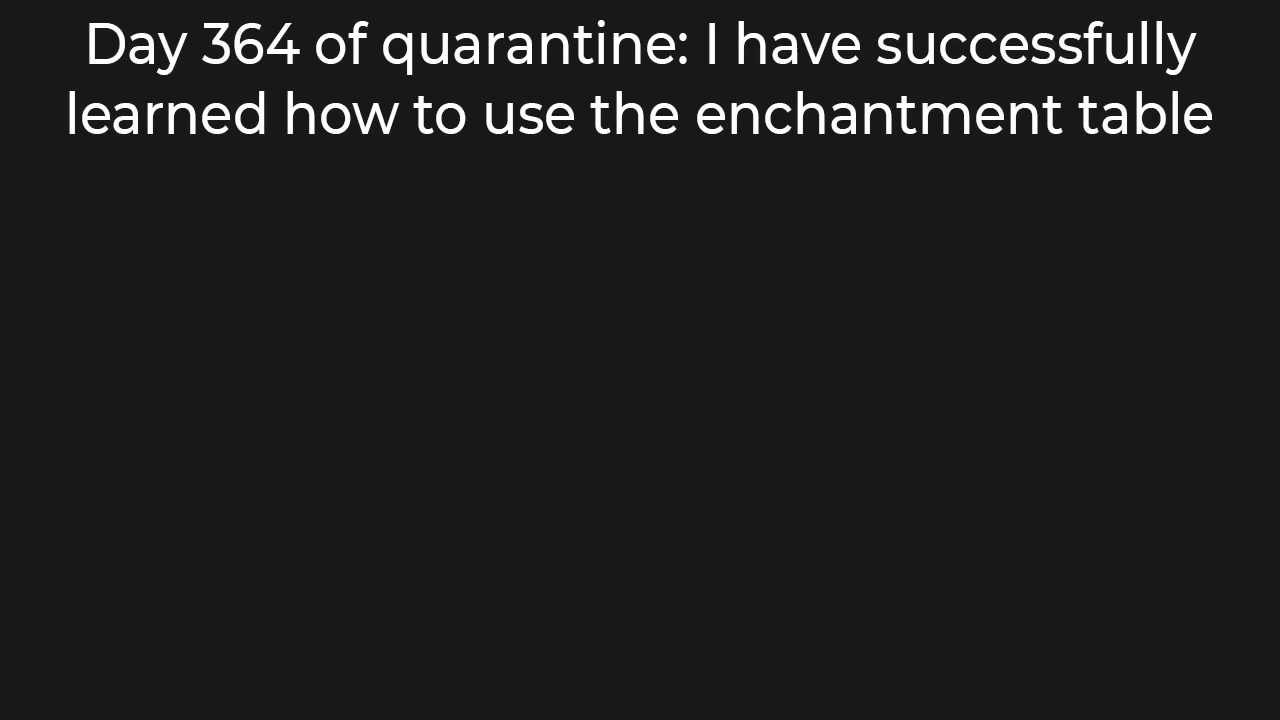 Day 364 of quarantine: I have successfully
learned how to use the enchantment table